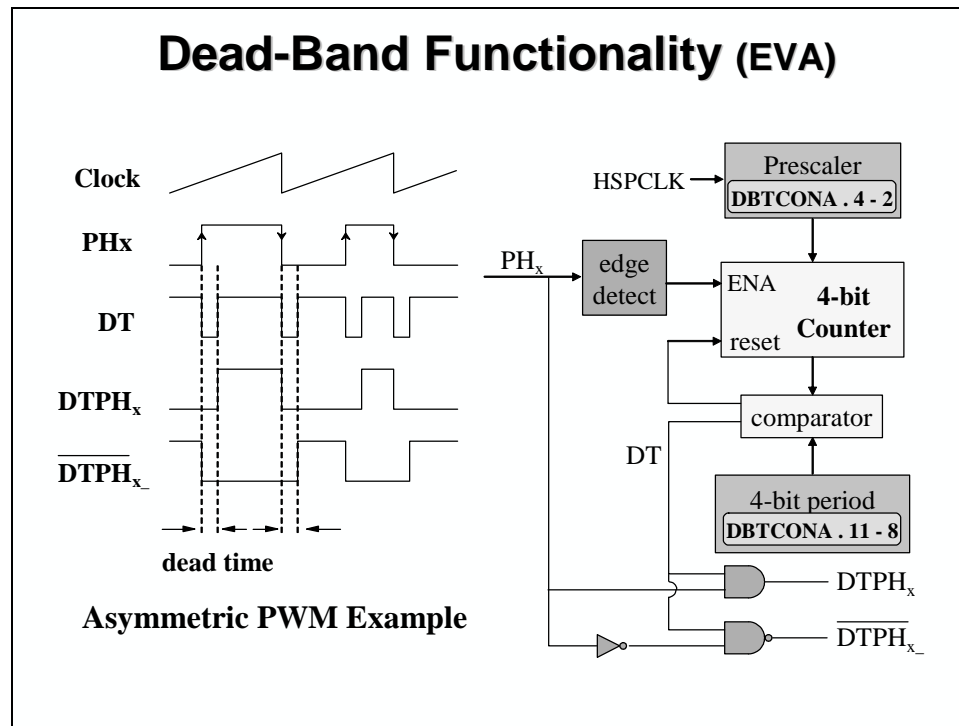 Dead-Band Functionality (EVA)
Clock
PHx
DT
DTPHx
DTPHx_
dead time
Asymmetric PWM Example
HSPCLK
Prescaler
DBTCONA . 4 - 2
PHx
edge
detect
ENA
4-bit
Counter
reset
comparator
DT
4-bit period
DBTCONA . 11 - 8
DTPHx
DTPHx_